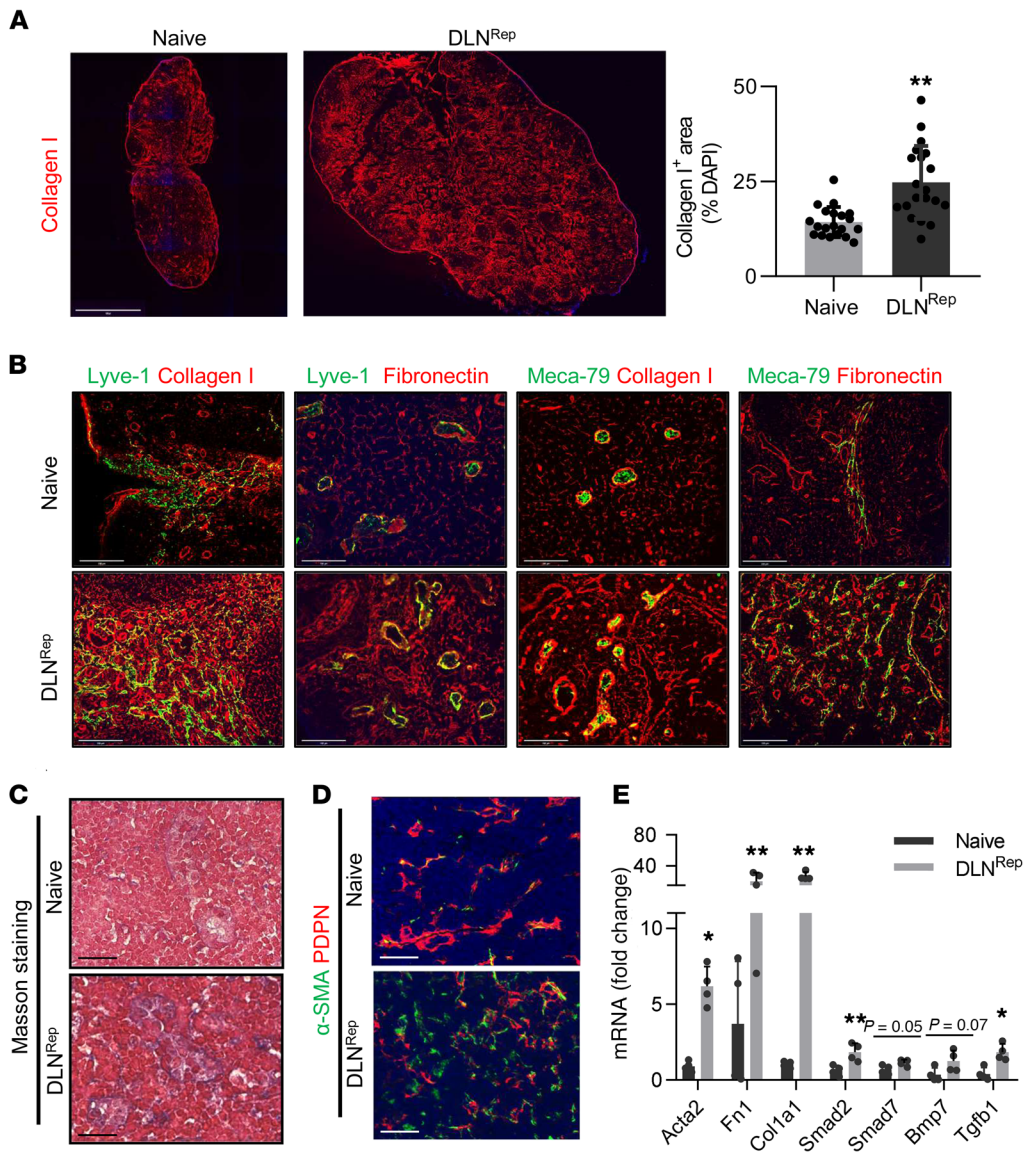 A
Naive
DLN^Rep
Collagen I
Collagen I+ area
(% DAPI)
50
25
0
**
Naive
DLN^Rep
B
Lyve-1 Collagen I
Lyve-1 Fibronectin
Meca-79 Collagen I
Meca-79 Fibronectin
Naive
DLN^Rep
C
Masson staining
Naive
DLN^Rep
D
α-SMA PDPN
Naive
DLN^Rep
E
mRNA (fold change)
80
40
10
5
0
Naive
DLN^Rep
*
**
**
**
P = 0.05
P = 0.07
*
Acta2
Fn1
Col1a1
Smad2
Smad7
Bmp7
Tgfb1